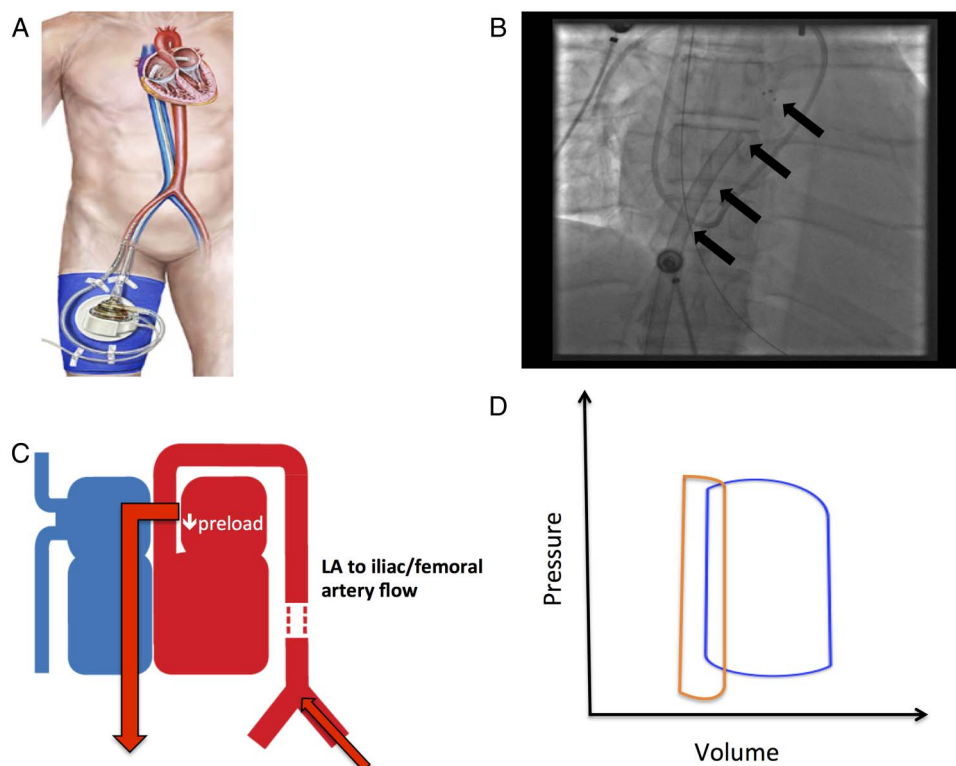 A
B
C
↓preload
LA to iliac/femoral
artery flow
D
Pressure
Volume